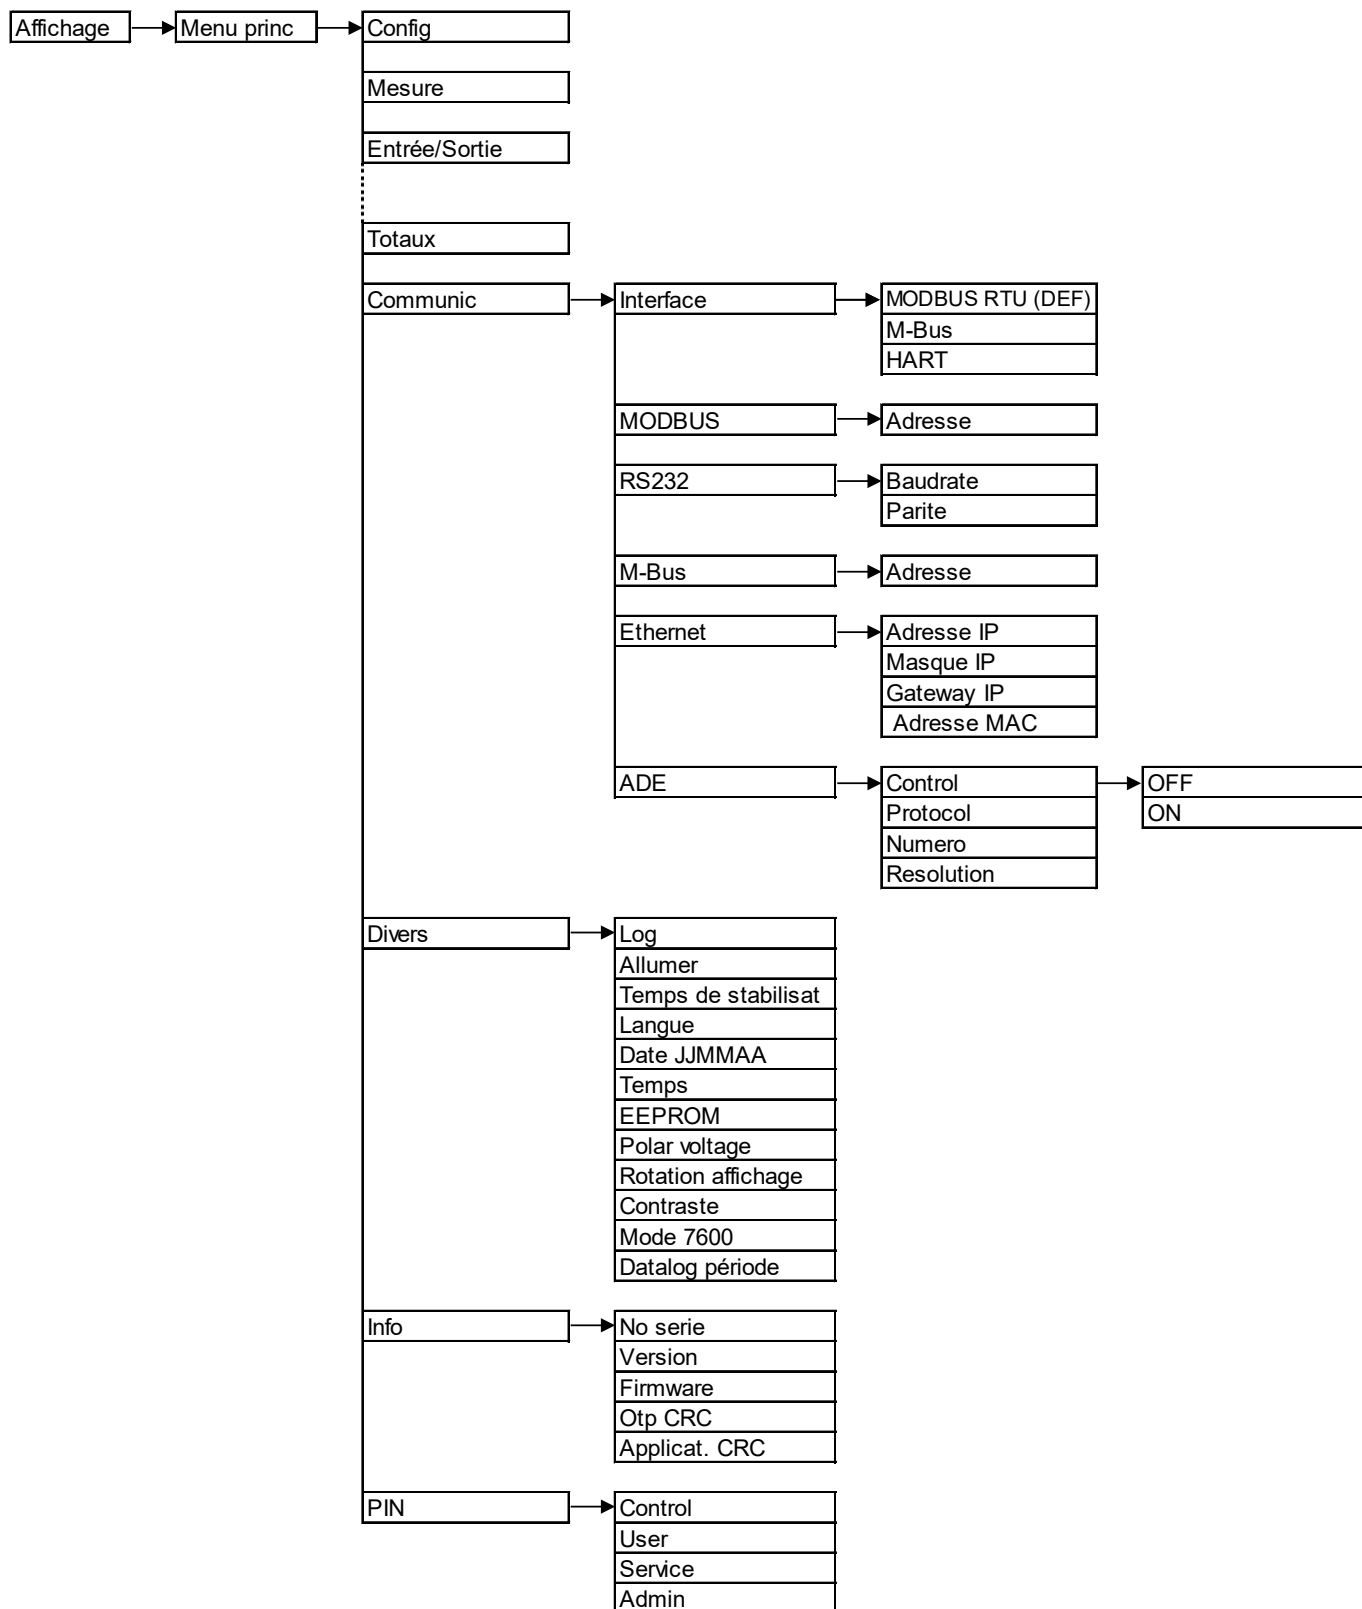 Affichage
Menu princ
Config
Mesure
Entrée/Sortie
Totaux
Communic
Interface
MODBUS RTU (DEF)
M-Bus
HART
MODBUS
Adresse
RS232
Baudrate
Parite
M-Bus
Adresse
Ethernet
Adresse IP
Masque IP
Gateway IP
Adresse MAC
ADE
Control
OFF
ON
Protocol
Numero
Resolution
Divers
Log
Allumer
Temps de stabilisat
Langue
Date JJMMAA
Temps
EEPROM
Polar voltage
Rotation affichage
Contraste
Mode 7600
Datalog période
Info
No serie
Version
Firmware
Otp CRC
Applicat. CRC
PIN
Control
User
Service
Admin